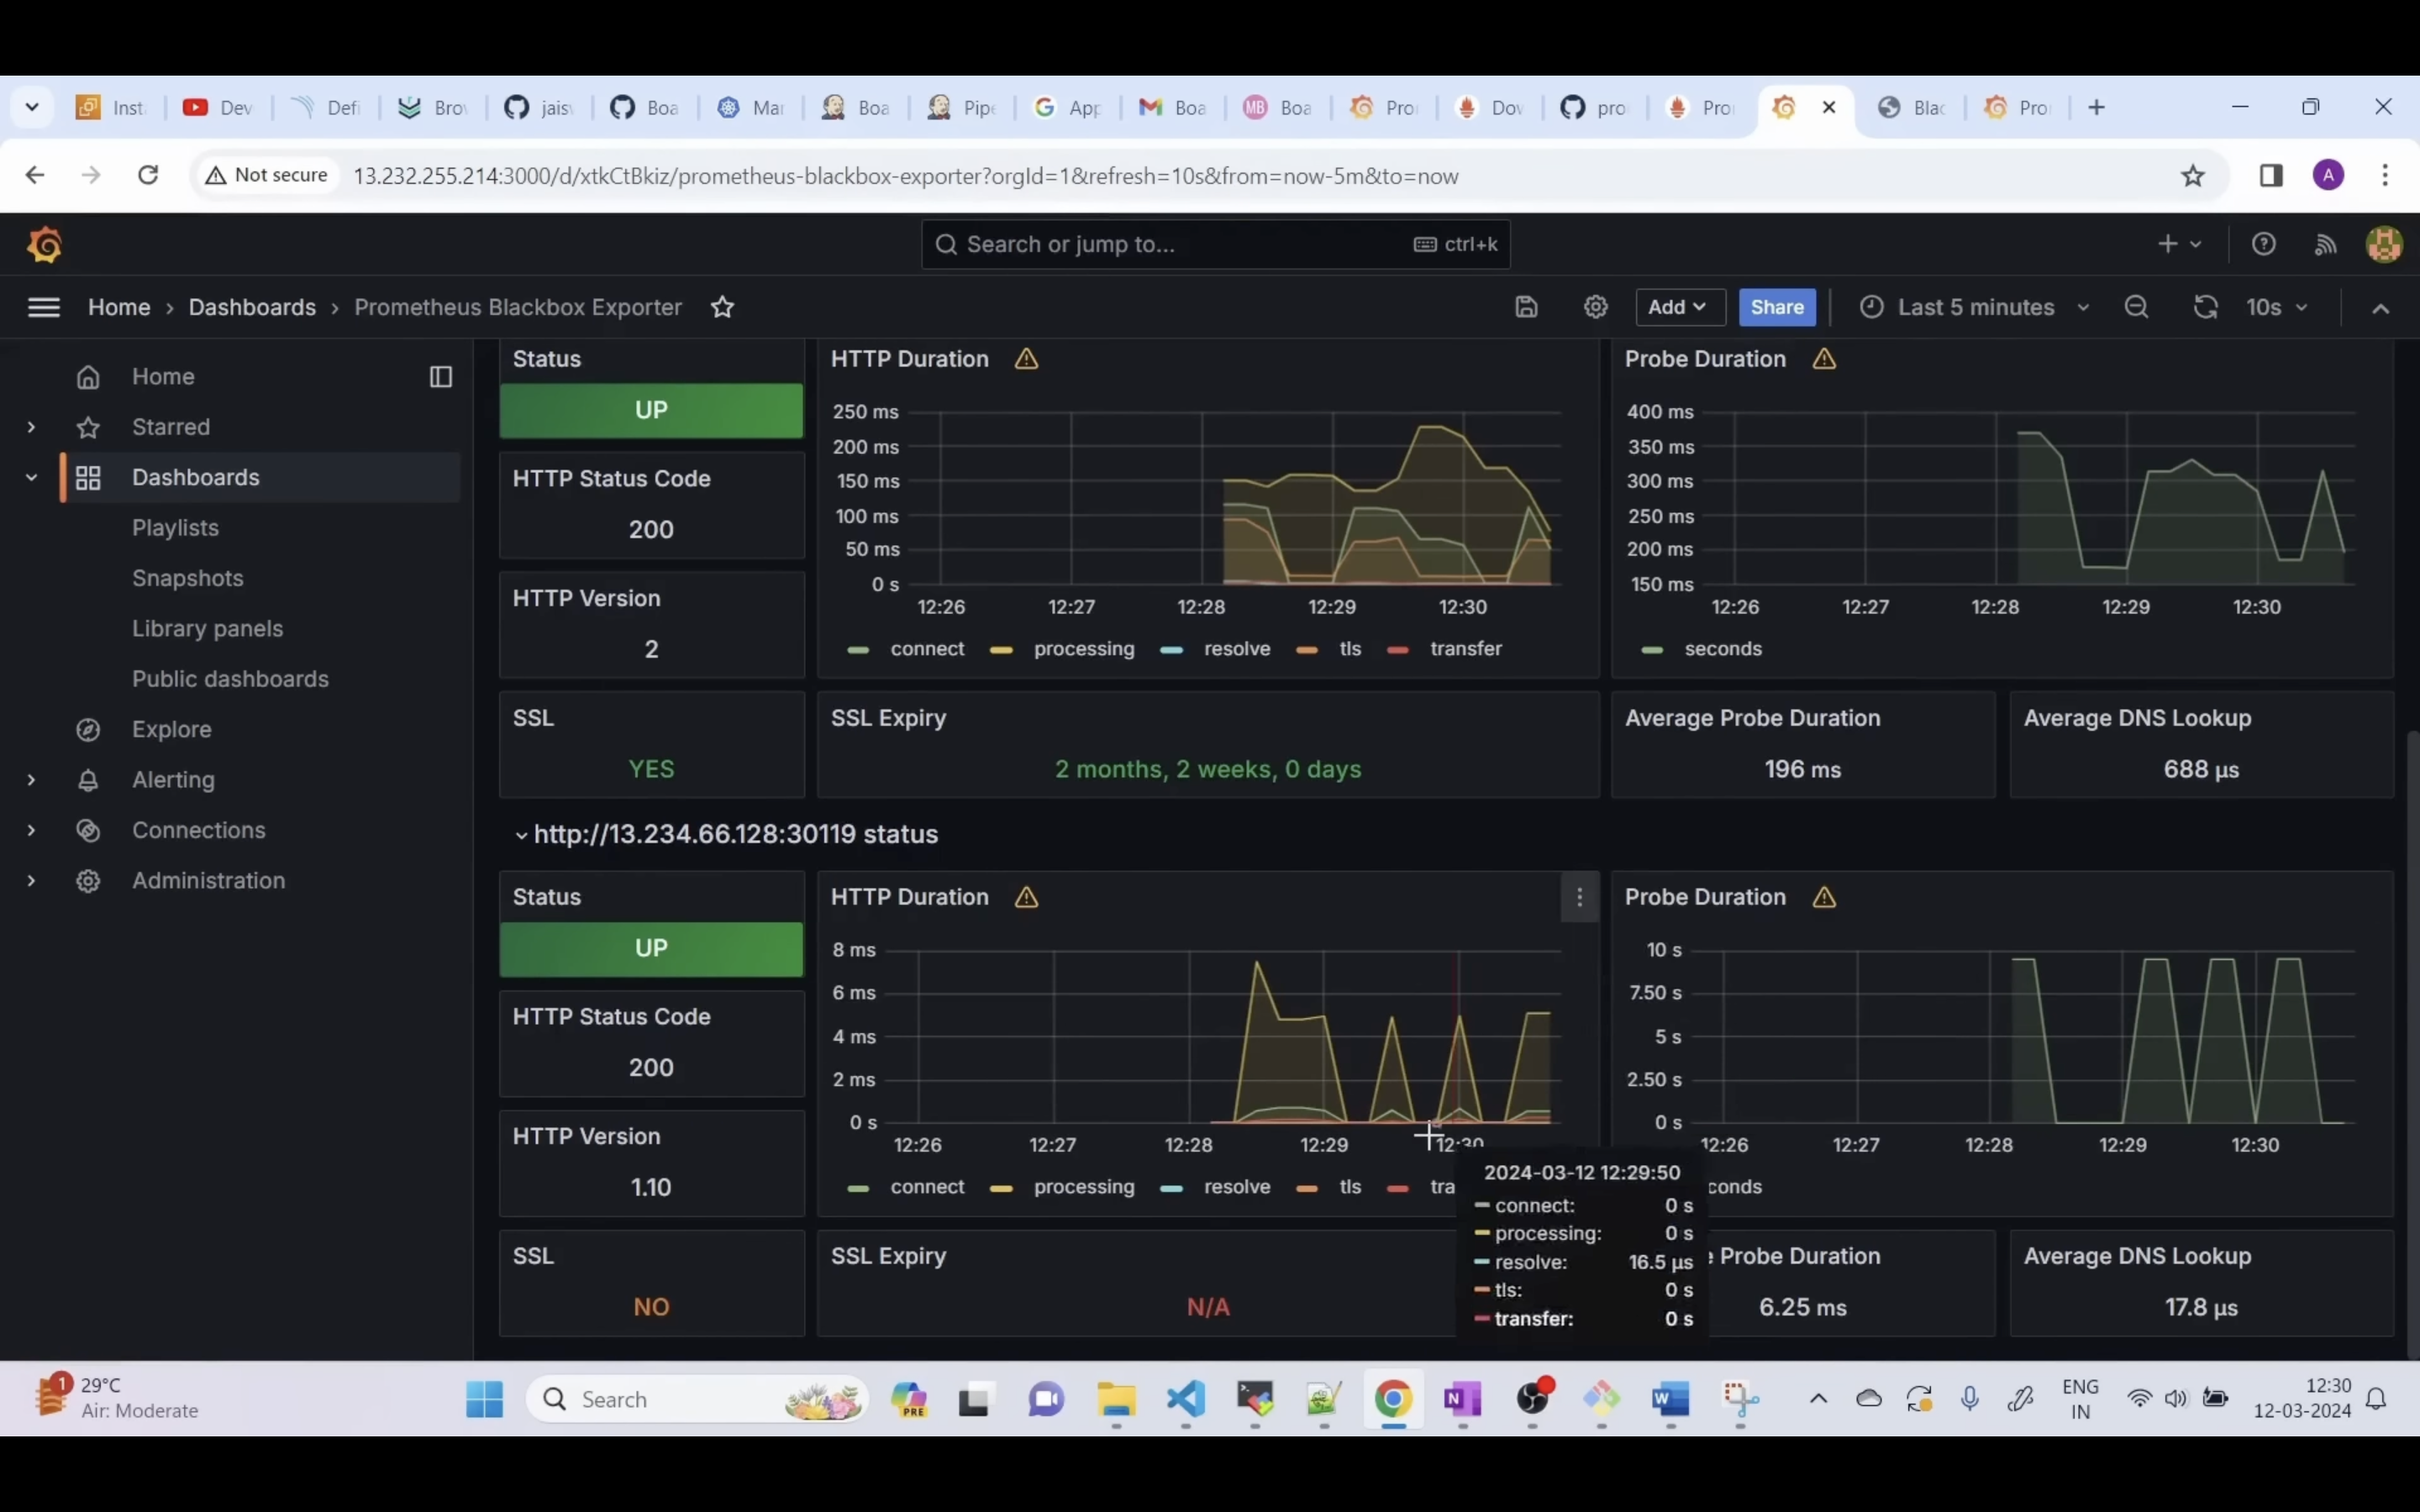 Inst
Dev
Defi
Brov
jaisv
Boa
Mar
Boa
Pipe
App
Boa
MB
Boa
Pro
Dov
pro
Pro
Blac
Pro
Not secure
13.232.255.214:3000/d/xtkCtBkiz/prometheus-blackbox-exporter?orgId=1&refresh=10s&from=now-5m&to=now
A
Search or jump to...
ctrl+k
Home › Dashboards › Prometheus Blackbox Exporter
Add
Share
Last 5 minutes
10s
Home
Starred
Dashboards
Playlists
Snapshots
Library panels
Public dashboards
Explore
Alerting
Connections
Administration
Status
UP
HTTP Status Code
200
HTTP Version
2
SSL
YES
HTTP Duration
250 ms
200 ms
150 ms
100 ms
50 ms
0 s
12:26 12:27 12:28 12:29 12:30
connect processing resolve tls transfer
SSL Expiry
2 months, 2 weeks, 0 days
Probe Duration
400 ms
350 ms
300 ms
250 ms
200 ms
150 ms
12:26 12:27 12:28 12:29 12:30
seconds
Average Probe Duration
196 ms
Average DNS Lookup
688 µs
http://13.234.66.128:30119 status
Status
UP
HTTP Status Code
200
HTTP Version
1.10
SSL
NO
HTTP Duration
8 ms
6 ms
4 ms
2 ms
0 s
12:26 12:27 12:28 12:29 12:30
connect processing resolve tls tra
SSL Expiry
N/A
2024-03-12 12:29:50
connect: 0 s
processing: 0 s
resolve: 16.5 µs
tls: 0 s
transfer: 0 s
Probe Duration
10 s
7.50 s
5 s
2.50 s
0 s
12:26 12:27 12:28 12:29 12:30
conds
e Probe Duration
6.25 ms
Average DNS Lookup
17.8 µs
1
29°C
Air: Moderate
Search
PRE
N
W
ENG
IN
12:30
12-03-2024